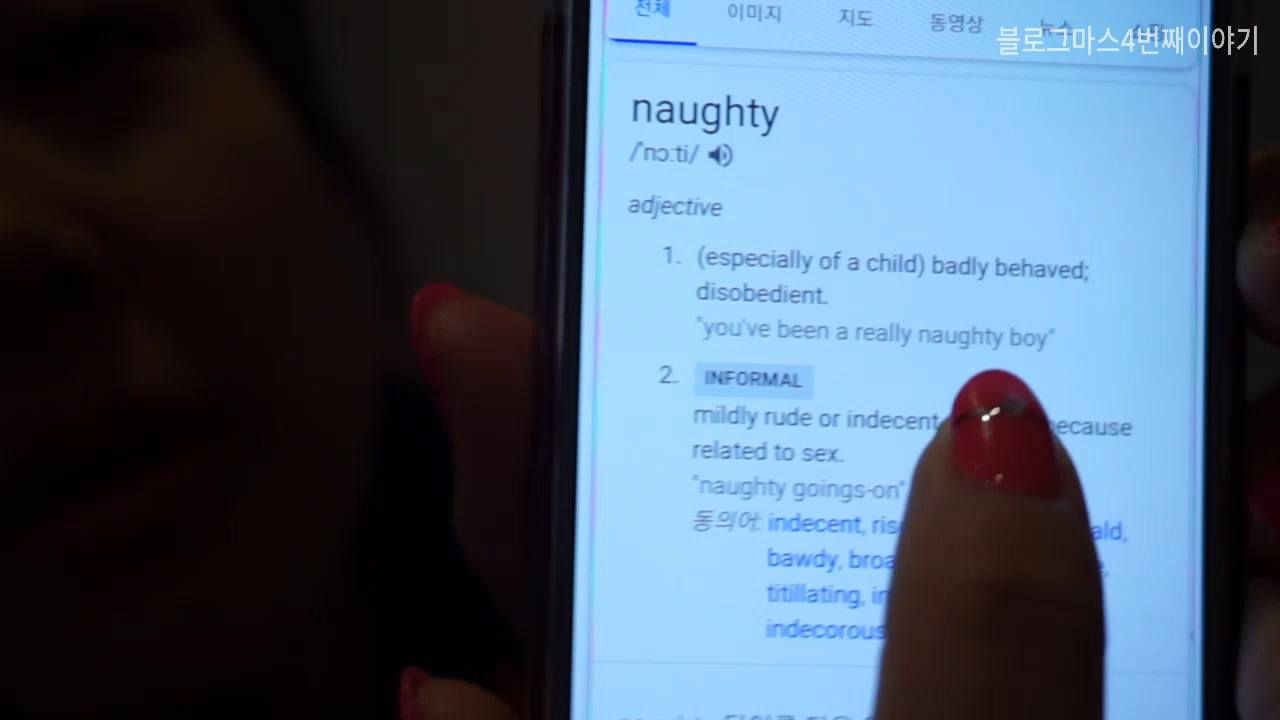 전체 이미지 지도 동영상 뉴스
블로그마스4번째이야기
naughty
/ˈnɔːti/
adjective
1. (especially of a child) badly behaved;
disobedient.
"you've been a really naughty boy"
2. INFORMAL
mildly rude or indecent because
related to sex.
"naughty goings-on"
동의어: indecent,
bawdy,
titillating,
indecorous